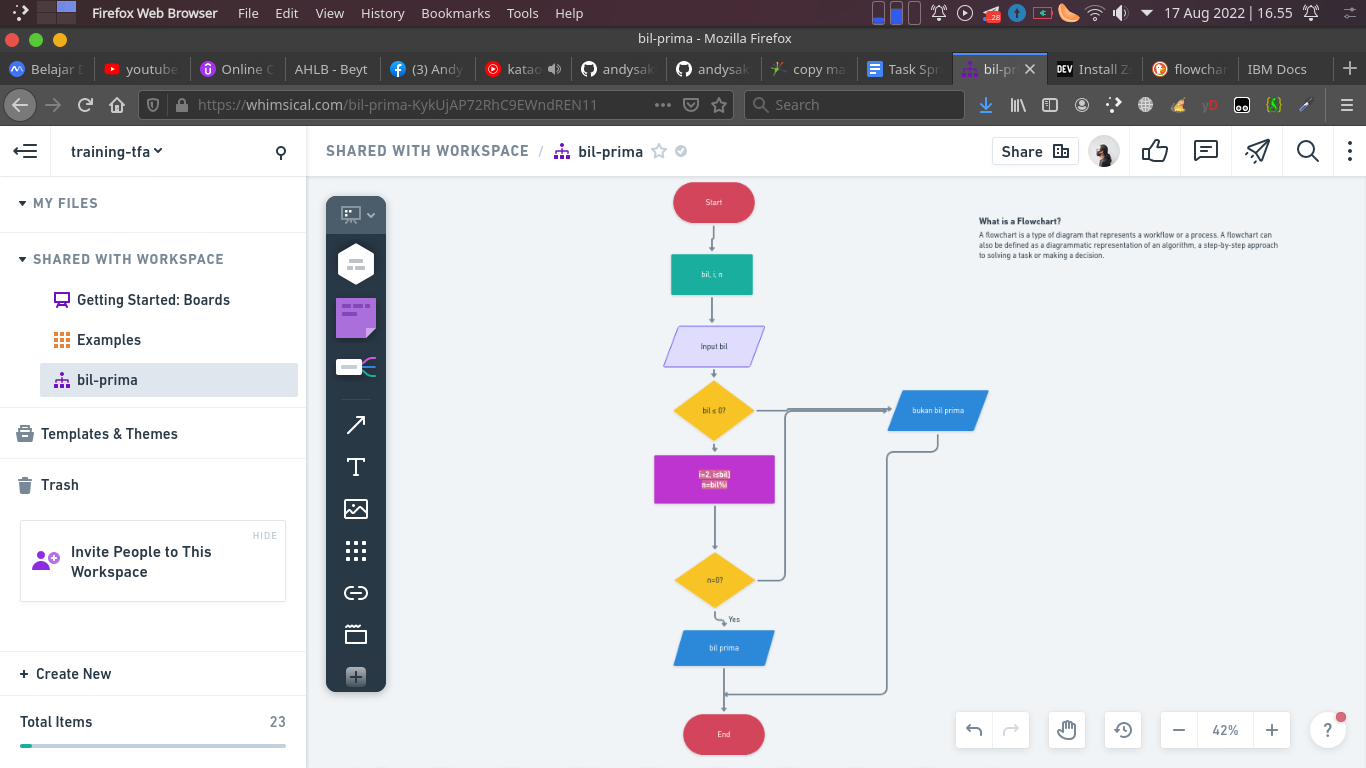 Firefox Web Browser File Edit View History Bookmarks Tools Help
28
17 Aug 2022 | 16.55
bil-prima - Mozilla Firefox
Belajar
youtube
Online C
AHLB - Beyt
(3) Andy
katao
andysak
andysak
copy ma
Task Spr
bil-pr
DEV Install Z
flowchar
IBM Docs
https://whimsical.com/bil-prima-KykUjAP72RhC9EWndREN11
Search
yD
training-tfa
SHARED WITH WORKSPACE / bil-prima
Share
MY FILES
SHARED WITH WORKSPACE
Getting Started: Boards
Examples
bil-prima
Templates & Themes
Trash
HIDE
Invite People to This
Workspace
+ Create New
Total Items 23
Start
bil, i, n
Input bil
bil ≤ 0?
bukan bil prima
n=bil%i
n=0?
Yes
bil prima
End
What is a Flowchart?
A flowchart is a type of diagram that represents a workflow or a process. A flowchart can
also be defined as a diagrammatic representation of an algorithm, a step-by-step approach
to solving a task or making a decision.
42%
?